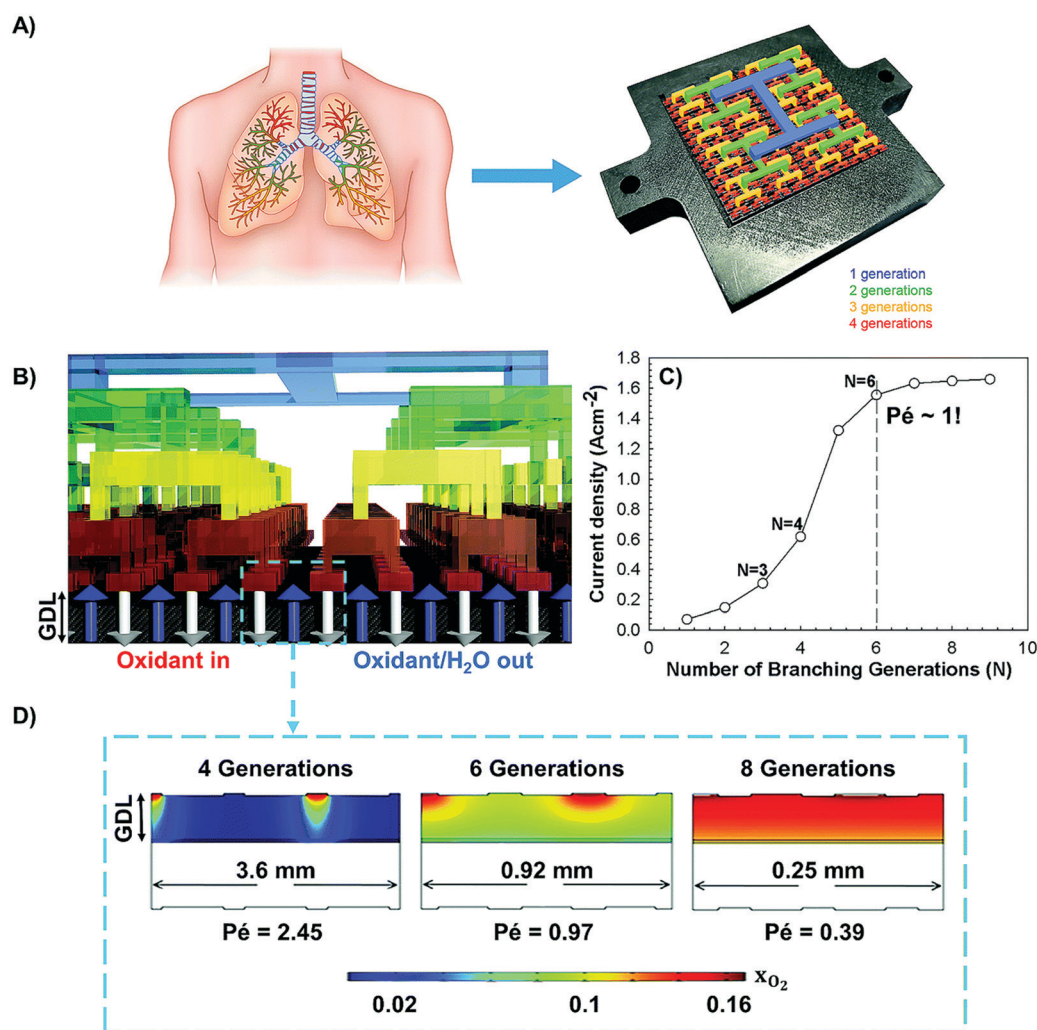 A)
1 generation
2 generations
3 generations
4 generations
B)
GDL
Oxidant in
Oxidant/H₂O out
C)
Current density (Acm⁻²)
1.8
1.6
1.4
1.2
1.0
0.8
0.6
0.4
0.2
0.0
N=3
N=4
N=6
Pé ~ 1!
0 2 4 6 8 10
Number of Branching Generations (N)
D)
4 Generations 6 Generations 8 Generations
GDL
3.6 mm 0.92 mm 0.25 mm
Pé = 2.45 Pé = 0.97 Pé = 0.39
x_O₂
0.02 0.1 0.16